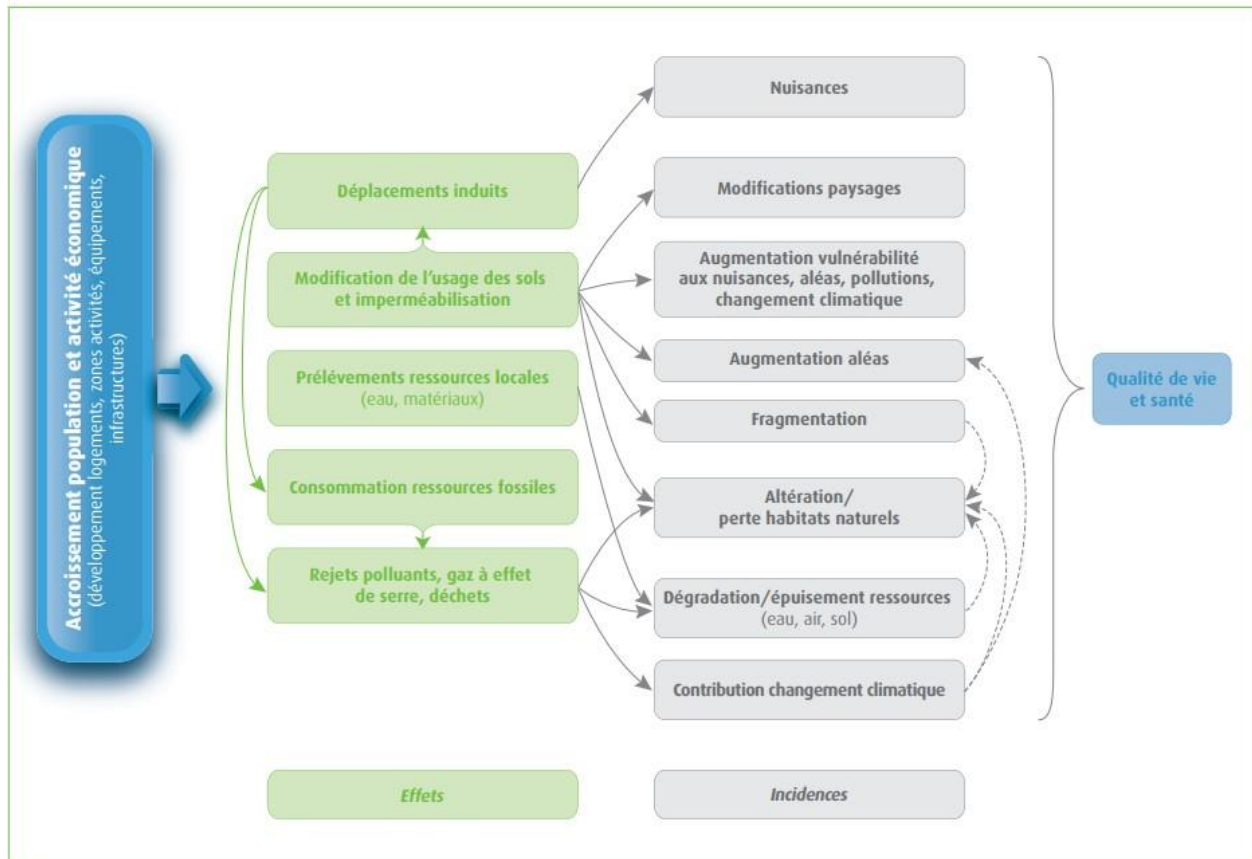 Accroissement population et activité économique
(développement logements, zones activités, équipements,
infrastructures)
Déplacements induits
Modification de l'usage des sols
et imperméabilisation
Prélévements ressources locales
(eau, matériaux)
Consommation ressources fossiles
Rejets polluants, gaz à effet
de serre, déchets
Effets
Nuisances
Modifications paysages
Augmentation vulnérabilité
aux nuisances, aléas, pollutions,
changement climatique
Augmentation aléas
Fragmentation
Altération/
perte habitats naturels
Dégradation/épuisement ressources
(eau, air, sol)
Contribution changement climatique
Incidences
Qualité de vie
et santé